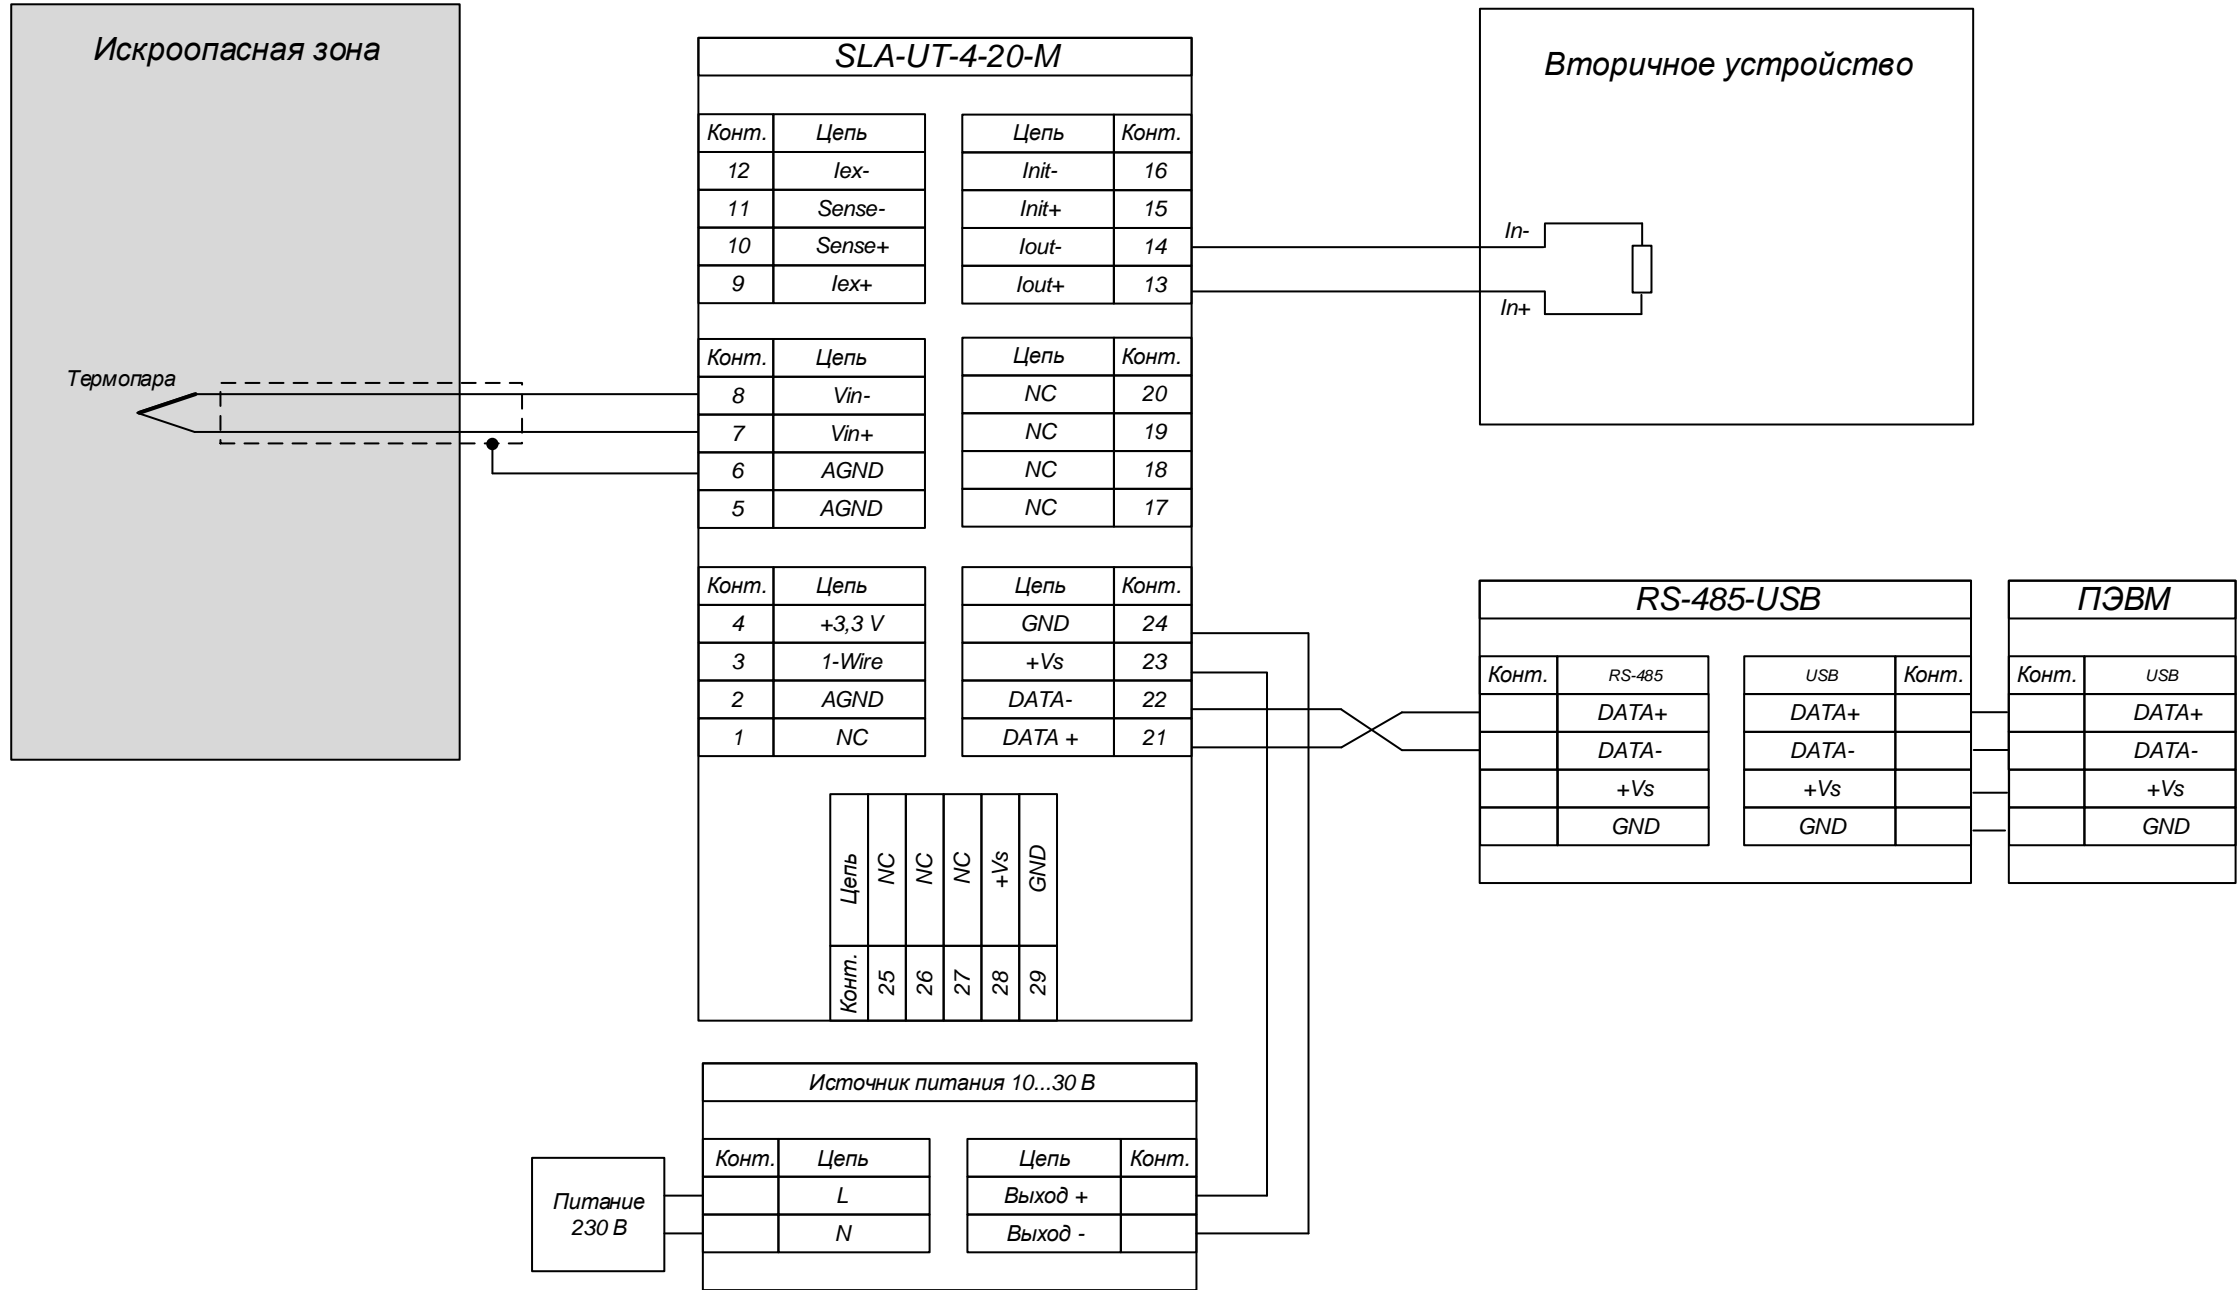 Искроопасная зона
Термопара
SLA-UT-4-20-M
Конт. Цепь
12 Iex-
11 Sense-
10 Sense+
9 Iex+
Цепь Конт.
Init- 16
Init+ 15
Iout- 14
Iout+ 13
Конт. Цепь
8 Vin-
7 Vin+
6 AGND
5 AGND
Цепь Конт.
NC 20
NC 19
NC 18
NC 17
Конт. Цепь
4 +3,3 V
3 1-Wire
2 AGND
1 NC
Цепь Конт.
GND 24
+Vs 23
DATA- 22
DATA + 21
Цепь NC NC NC +Vs GND
Конт. 25 26 27 28 29
Вторичное устройство
In-
In+
RS-485-USB
Конт. RS-485
DATA+
DATA-
+Vs
GND
USB Конт.
DATA+
DATA-
+Vs
GND
ПЭВМ
Конт. USB
DATA+
DATA-
+Vs
GND
Источник питания 10...30 В
Конт. Цепь
L
N
Цепь Конт.
Выход +
Выход -
Питание
230 В